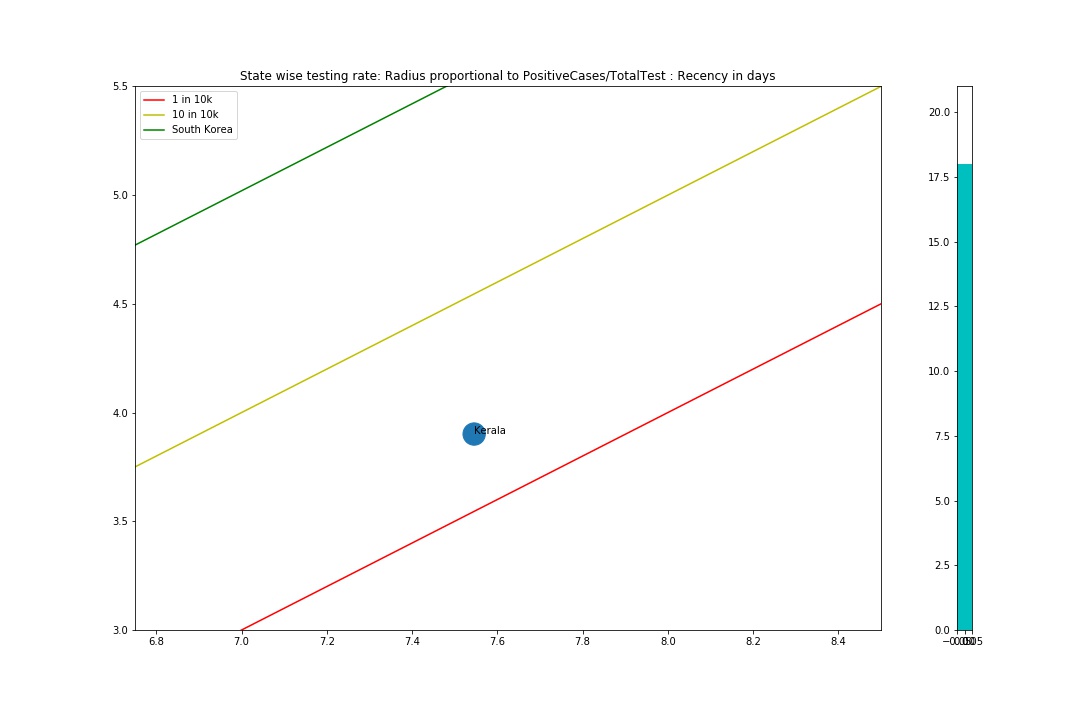 State wise testing rate: Radius proportional to PositiveCases/TotalTest : Recency in days
1 in 10k
10 in 10k
South Korea
5.5
5.0
4.5
4.0
3.5
3.0
Kerala
6.8 7.0 7.2 7.4 7.6 7.8 8.0 8.2 8.4
20.0
17.5
15.0
12.5
10.0
7.5
5.0
2.5
0.0